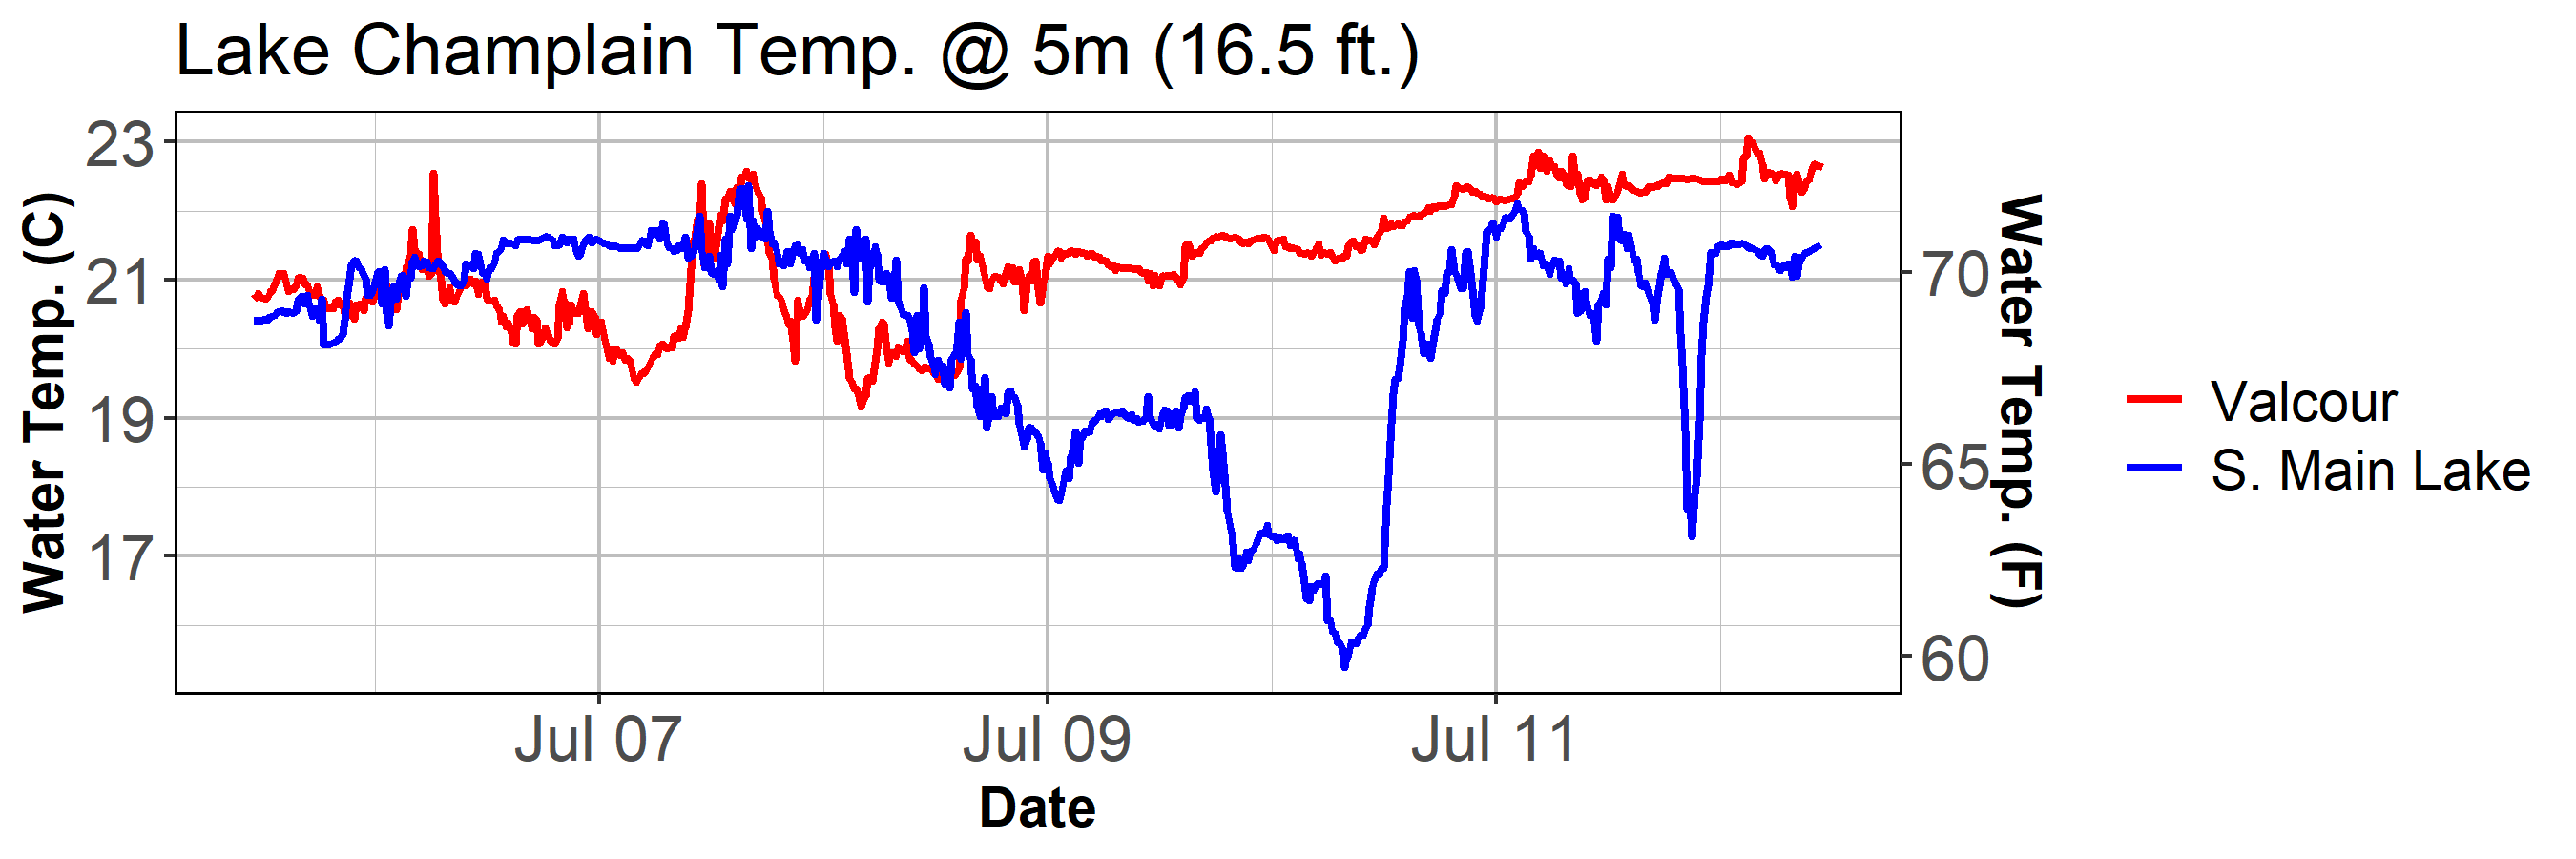 Lake Champlain Temp. @ 5m (16.5 ft.)
Water Temp. (C)
23
21
19
17
70
65
60
Water Temp. (F)
Jul 07
Jul 09
Jul 11
Date
Valcour
S. Main Lake